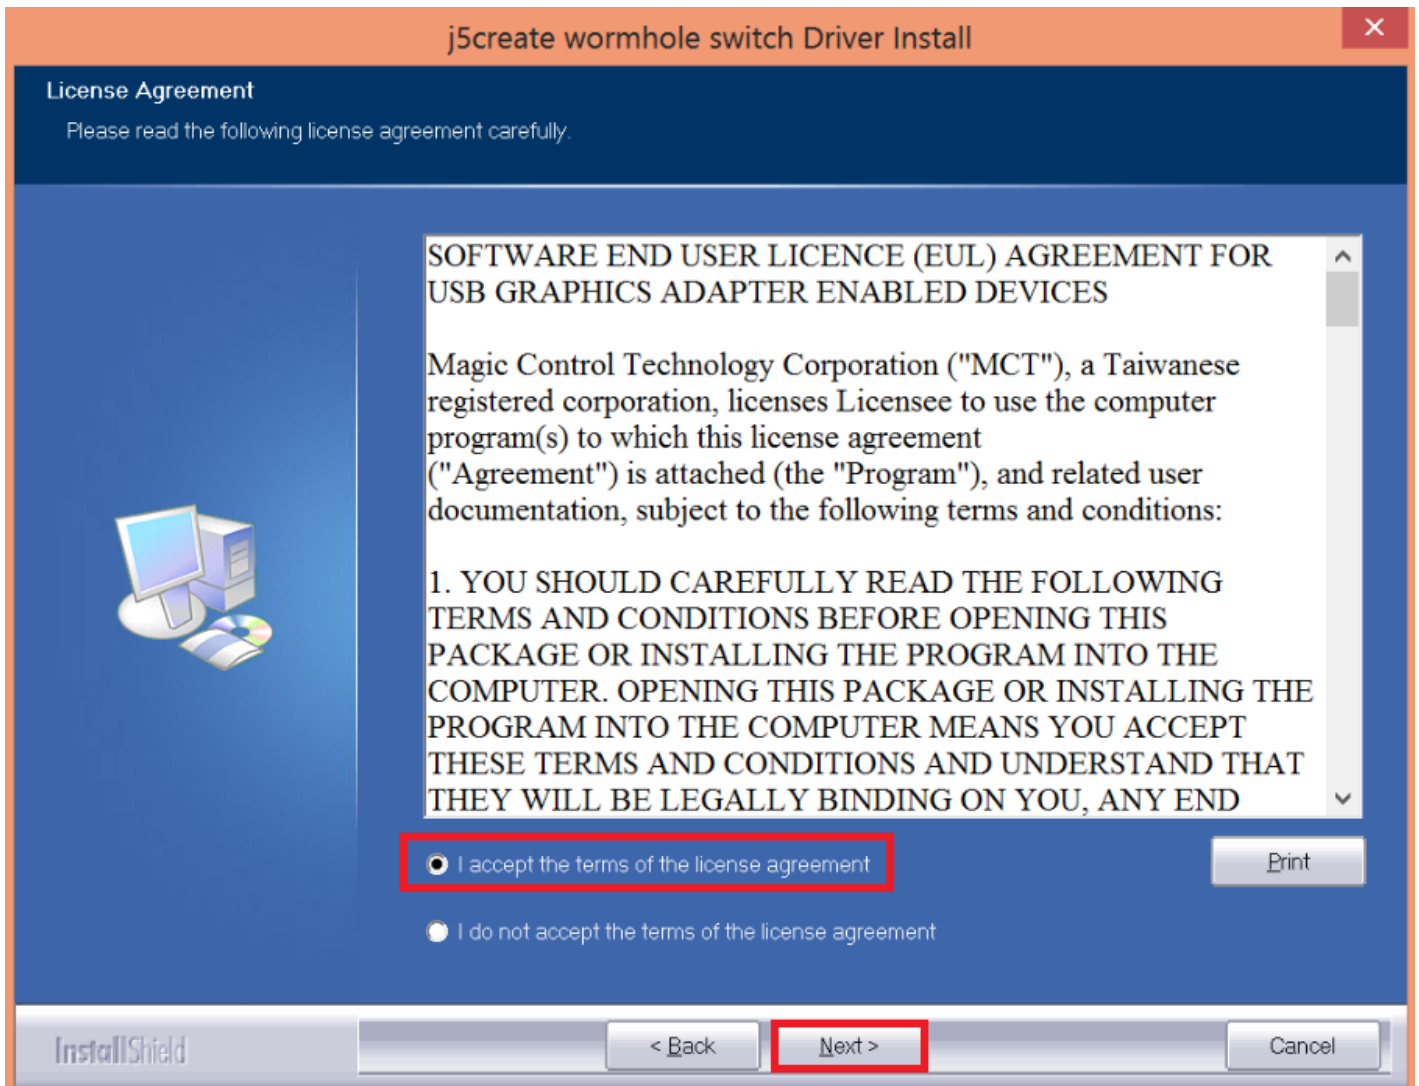 j5create wormhole switch Driver Install
License Agreement
Please read the following license agreement carefully.
SOFTWARE END USER LICENCE (EUL) AGREEMENT FOR
USB GRAPHICS ADAPTER ENABLED DEVICES
Magic Control Technology Corporation ("MCT"), a Taiwanese
registered corporation, licenses Licensee to use the computer
program(s) to which this license agreement
("Agreement") is attached (the "Program"), and related user
documentation, subject to the following terms and conditions:
1. YOU SHOULD CAREFULLY READ THE FOLLOWING
TERMS AND CONDITIONS BEFORE OPENING THIS
PACKAGE OR INSTALLING THE PROGRAM INTO THE
COMPUTER. OPENING THIS PACKAGE OR INSTALLING THE
PROGRAM INTO THE COMPUTER MEANS YOU ACCEPT
THESE TERMS AND CONDITIONS AND UNDERSTAND THAT
THEY WILL BE LEGALLY BINDING ON YOU, ANY END
I accept the terms of the license agreement
Print
I do not accept the terms of the license agreement
InstallShield
< Back
Next >
Cancel